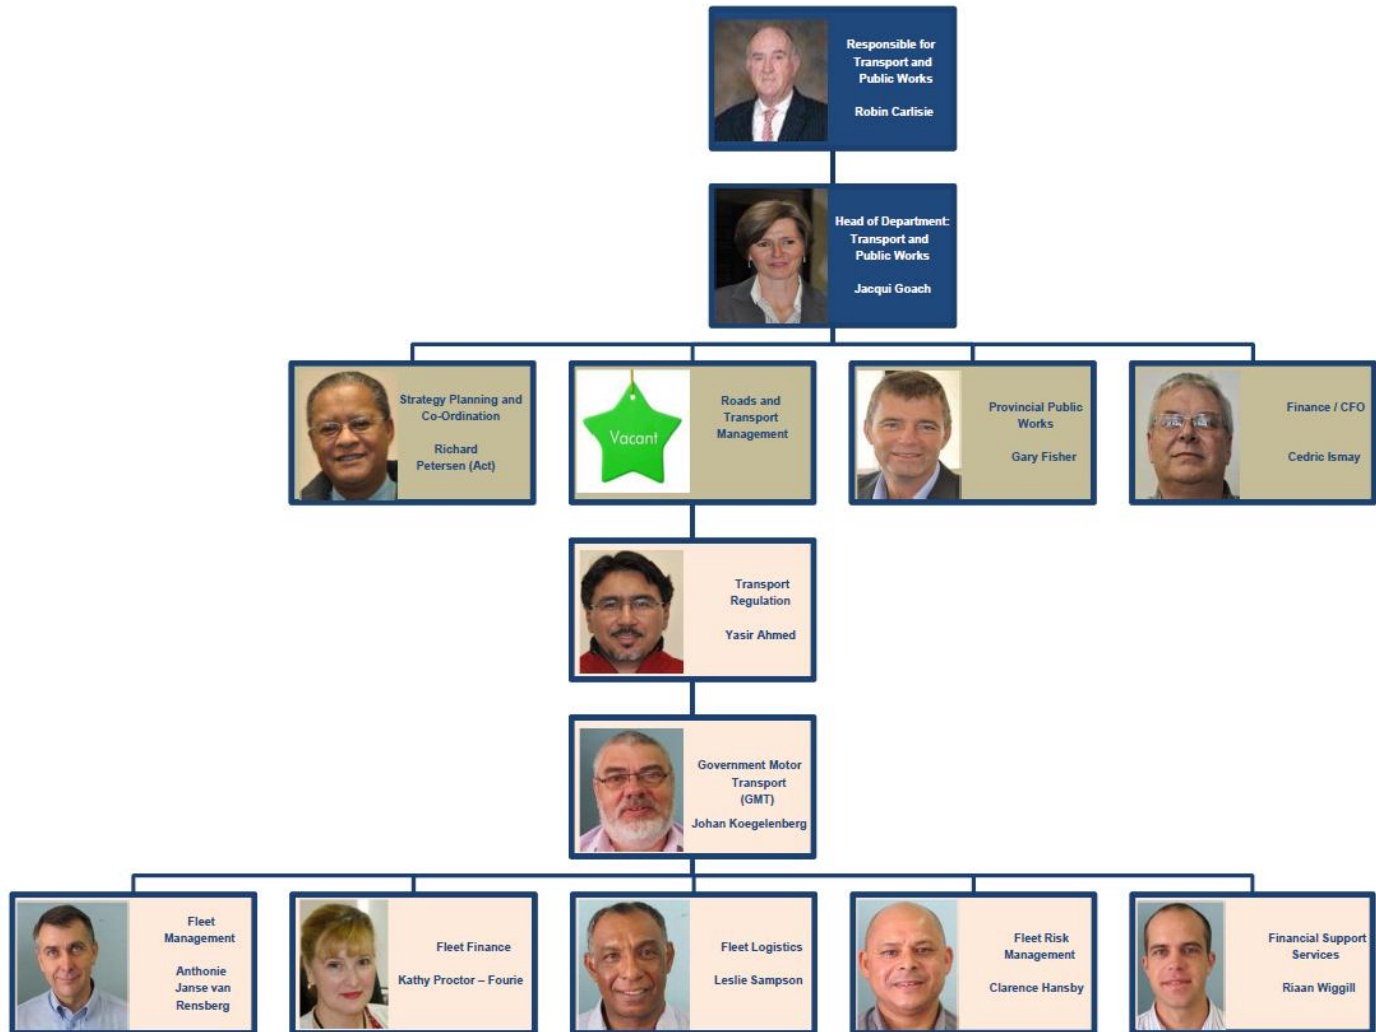 Responsible for
Transport and
Public Works
Robin Carlisie
Head of Department:
Transport and
Public Works
Jacqui Goach
Strategy Planning and
Co-Ordination
Richard
Petersen (Act)
Vacant
Roads and
Transport
Management
Provincial Public
Works
Gary Fisher
Finance / CFO
Cedric Ismay
Transport
Regulation
Yasir Ahmed
Government Motor
Transport
(GMT)
Johan Koegelenberg
Fleet
Management
Anthonie
Janse van
Rensberg
Fleet Finance
Kathy Proctor – Fourie
Fleet Logistics
Leslie Sampson
Fleet Risk
Management
Clarence Hansby
Financial Support
Services
Riaan Wiggill